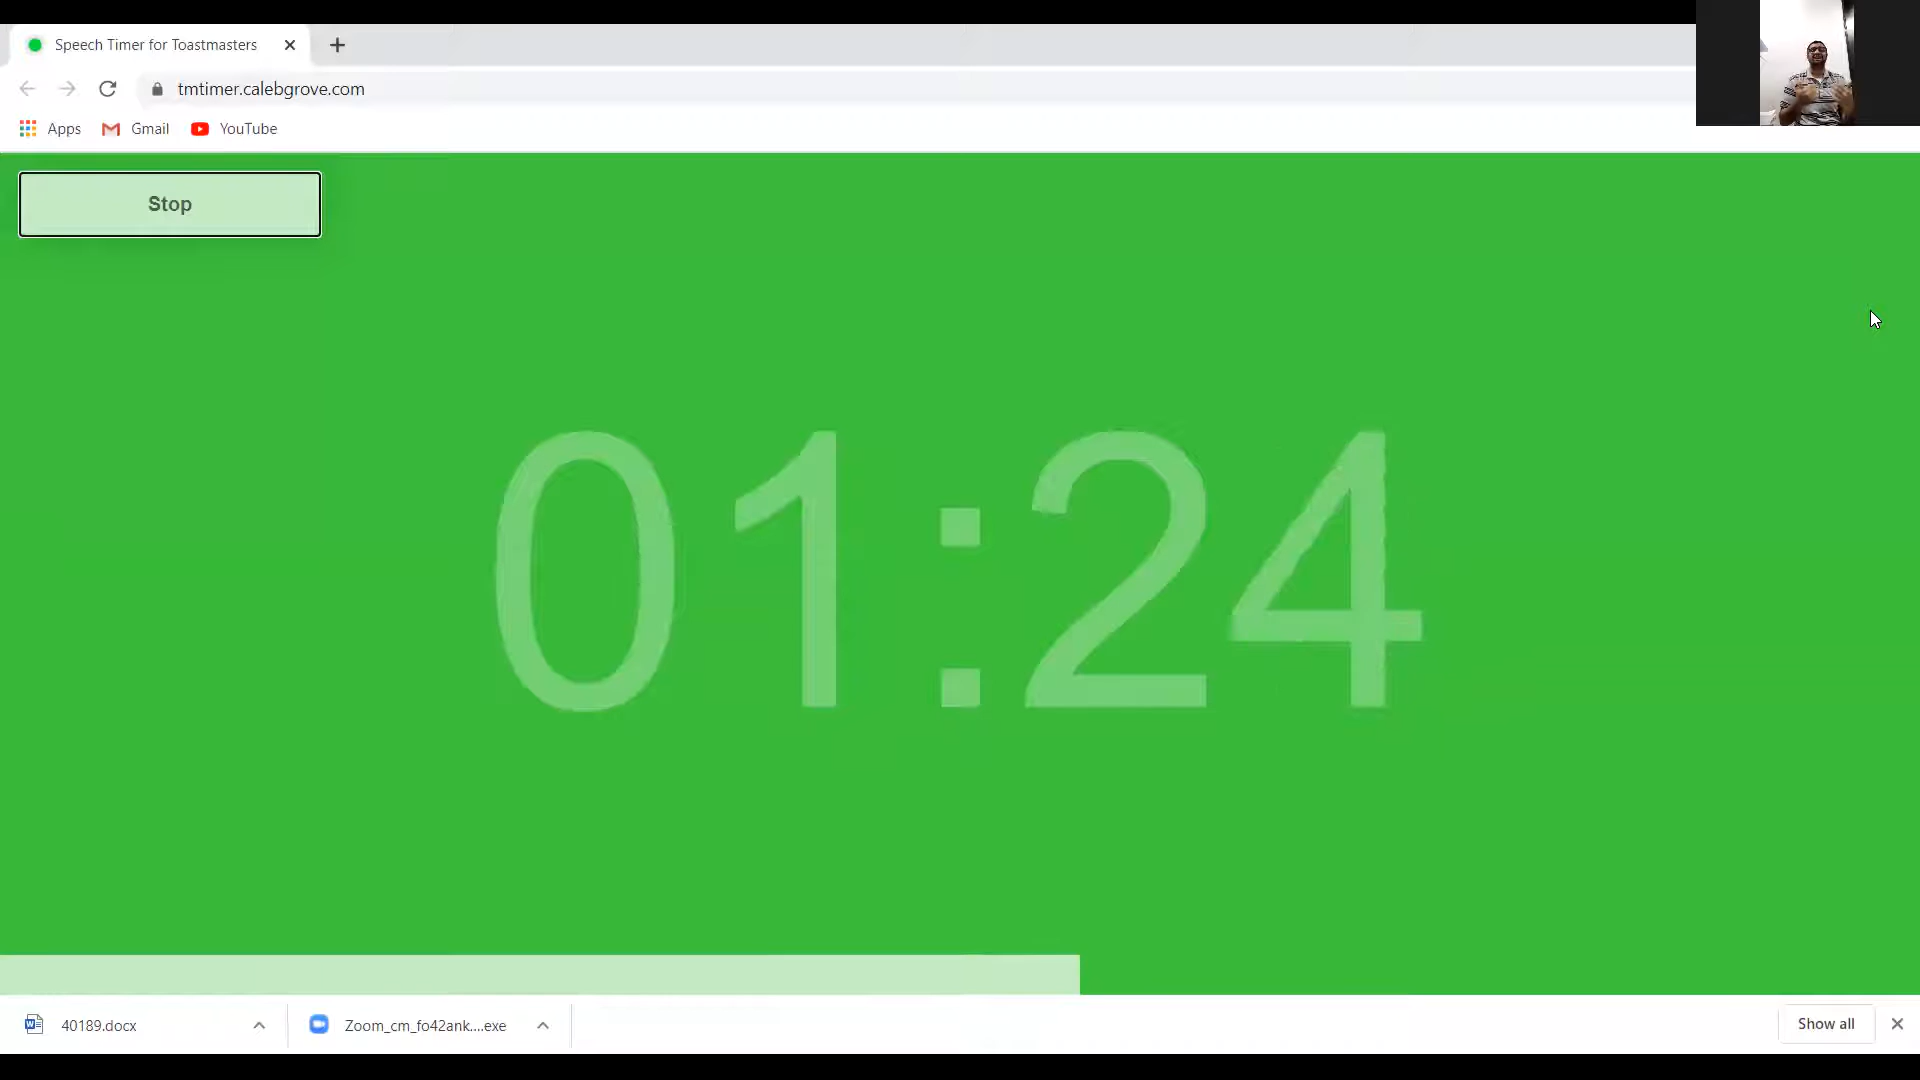 Speech Timer for Toastmasters
tmtimer.calebgrove.com
Apps Gmail YouTube
Stop
01:24
40189.docx Zoom_cm_fo42ank....exe Show all